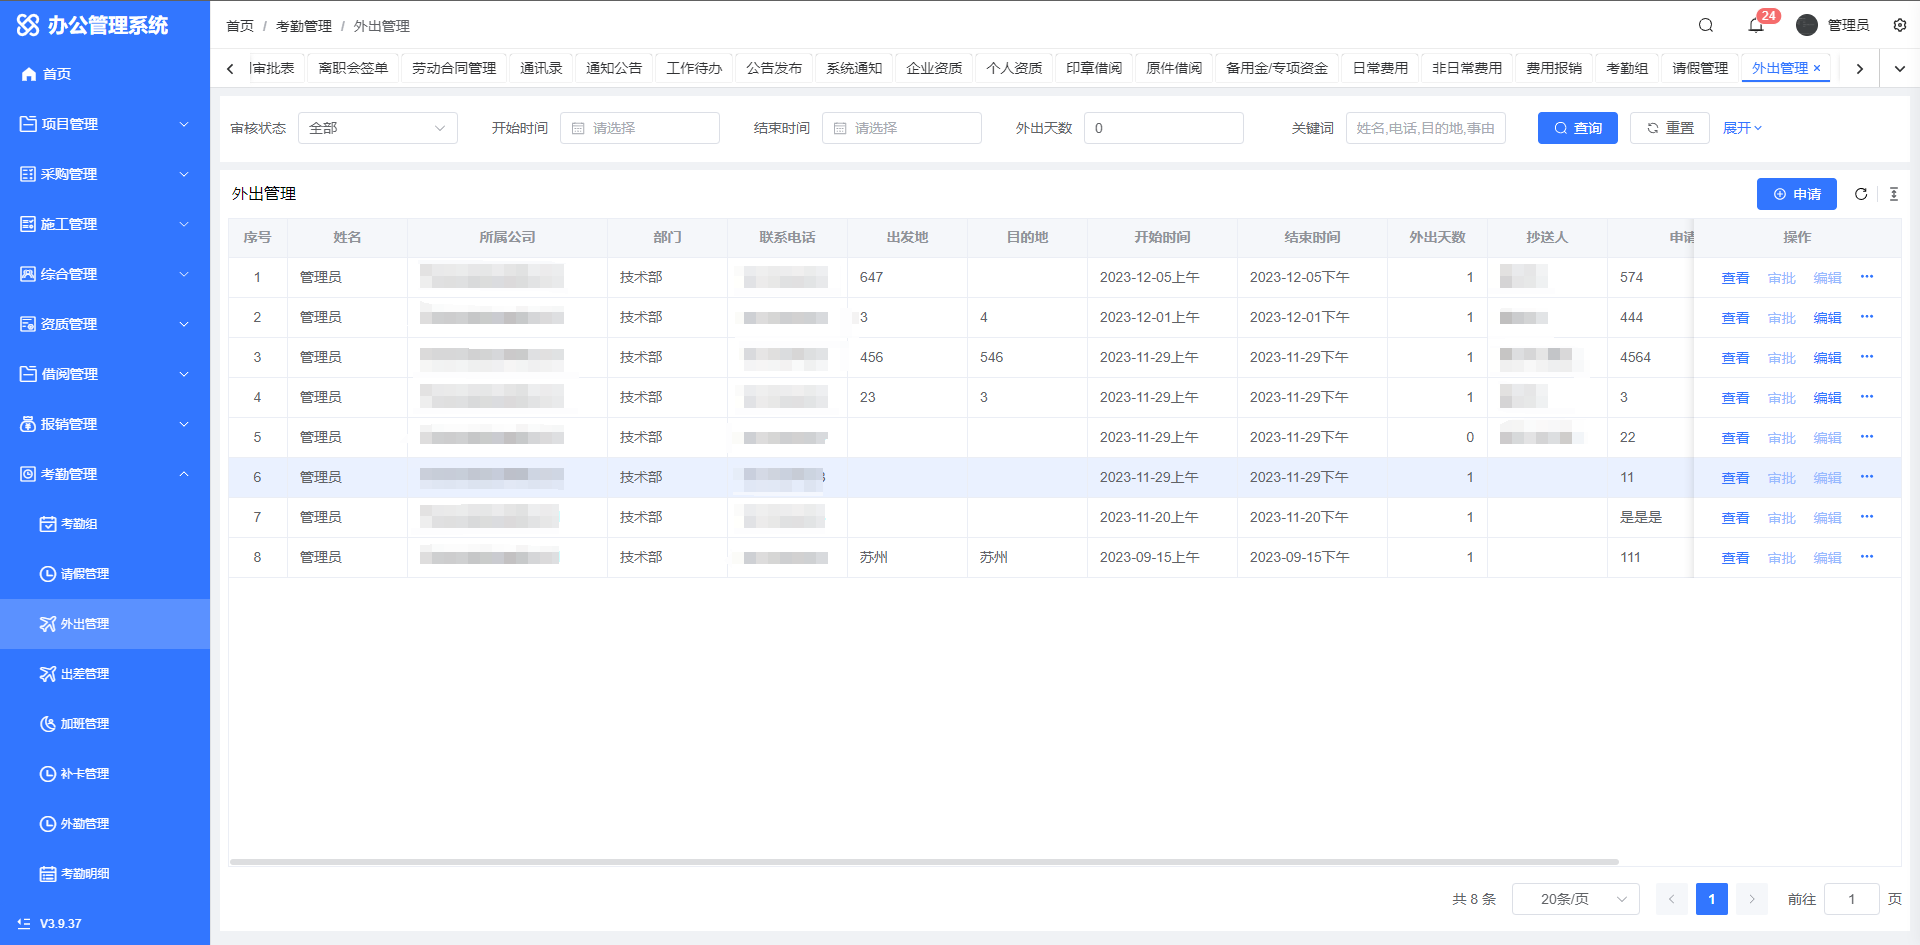 办公管理系统
首页 / 考勤管理 / 外出管理
24
管理员
审批表 离职会签单 劳动合同管理 通讯录 通知公告 工作待办 公告发布 系统通知 企业资质 个人资质 印章借阅 原件借阅 备用金/专项资金 日常费用 非日常费用 费用报销 考勤组 请假管理 外出管理 ×
首页
项目管理
采购管理
施工管理
综合管理
资质管理
借阅管理
报销管理
考勤管理
考勤组
请假管理
外出管理
出差管理
加班管理
补卡管理
外勤管理
考勤明细
V3.9.37
审核状态 全部 开始时间 请选择 结束时间 请选择 外出天数 0 关键词 姓名,电话,目的地,事由 查询 重置 展开
外出管理 申请
序号 姓名 所属公司 部门 联系电话 出发地 目的地 开始时间 结束时间 外出天数 抄送人 申请 操作
1 管理员 技术部 647 2023-12-05上午 2023-12-05下午 1 574 查看 审批 编辑 ···
2 管理员 技术部 3 4 2023-12-01上午 2023-12-01下午 1 444 查看 审批 编辑 ···
3 管理员 技术部 456 546 2023-11-29上午 2023-11-29下午 1 4564 查看 审批 编辑 ···
4 管理员 技术部 23 3 2023-11-29上午 2023-11-29下午 1 3 查看 审批 编辑 ···
5 管理员 技术部 2023-11-29上午 2023-11-29下午 0 22 查看 审批 编辑 ···
6 管理员 技术部 2023-11-29上午 2023-11-29下午 1 11 查看 审批 编辑 ···
7 管理员 技术部 2023-11-20上午 2023-11-20下午 1 是是是 查看 审批 编辑 ···
8 管理员 技术部 苏州 苏州 2023-09-15上午 2023-09-15下午 1 111 查看 审批 编辑 ···
共 8 条 20条/页 1 前往 1 页